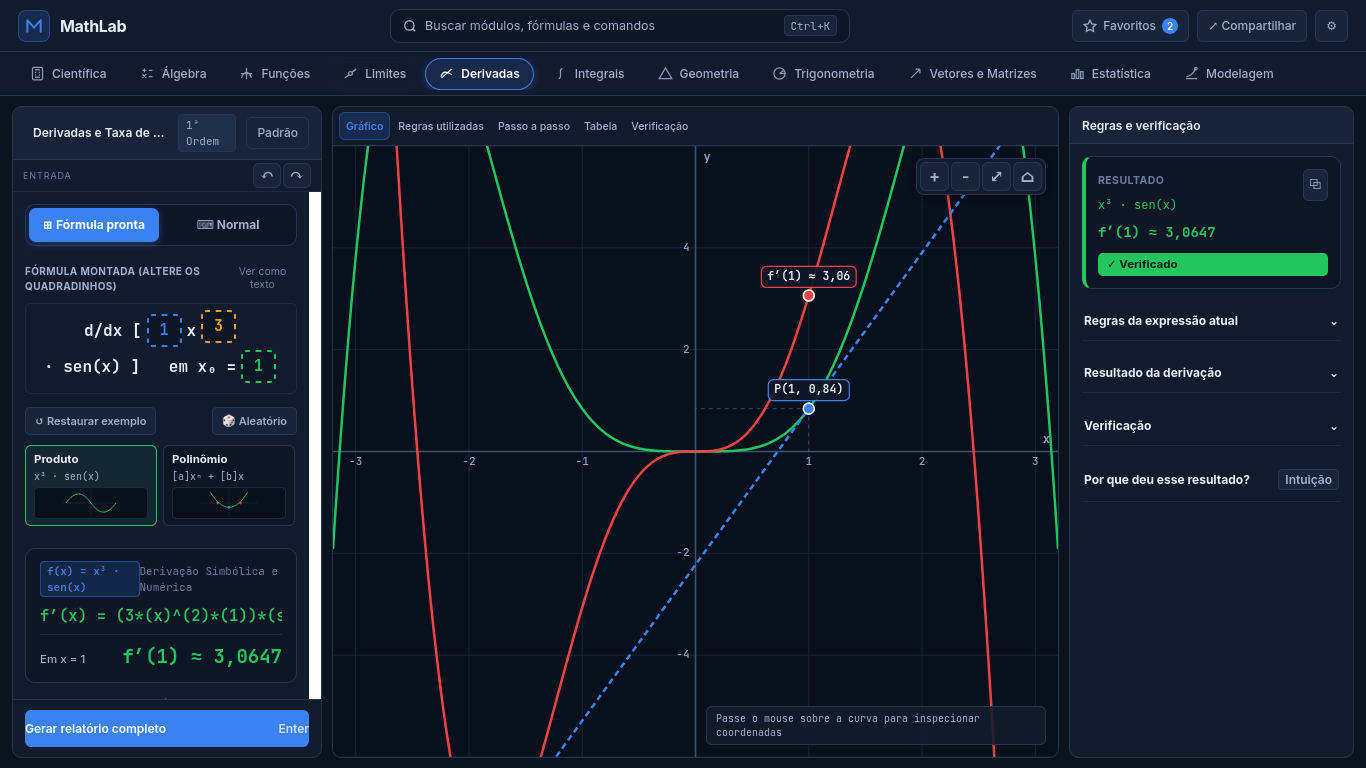 MathLab
Buscar módulos, fórmulas e comandos
Ctrl+K
Favoritos 2
Compartilhar
Científica
Álgebra
Funções
Limites
Derivadas
Integrais
Geometria
Trigonometria
Vetores e Matrizes
Estatística
Modelagem
Derivadas e Taxa de ...
1ª
Ordem
Padrão
ENTRADA
Fórmula pronta
Normal
FÓRMULA MONTADA (ALTERE OS
QUADRADINHOS)
Ver como
texto
d/dx [ 1 x 3
· sen(x) ] em x₀ = 1
↺ Restaurar exemplo
🎲 Aleatório
Produto
x³ · sen(x)
Polinômio
[a]xⁿ + [b]x
f(x) = x³ ·
sen(x)
Derivação Simbólica e
Numérica
f′(x) = (3*(x)^(2)*(1))*(s
Em x = 1
f′(1) ≈ 3,0647
Gerar relatório completo
Enter
Gráfico
Regras utilizadas
Passo a passo
Tabela
Verificação
y
+
-
4
f′(1) ≈ 3,06
2
P(1, 0,84)
x
-3
-2
-1
1
2
3
-2
-4
Passe o mouse sobre a curva para inspecionar
coordenadas
Regras e verificação
RESULTADO
x³ · sen(x)
f′(1) ≈ 3,0647
✓ Verificado
Regras da expressão atual
Resultado da derivação
Verificação
Por que deu esse resultado?
Intuição